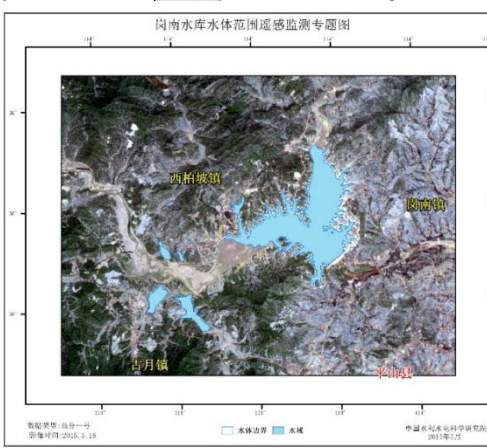 岗南水库水体范围遥感监测专题图
西柏坡镇
岗南镇
古月镇
平山县
数据类型:高分一号
影像时间:2015.5.18
水体边界
水域
中国水利水电科学研究院
2015年5月